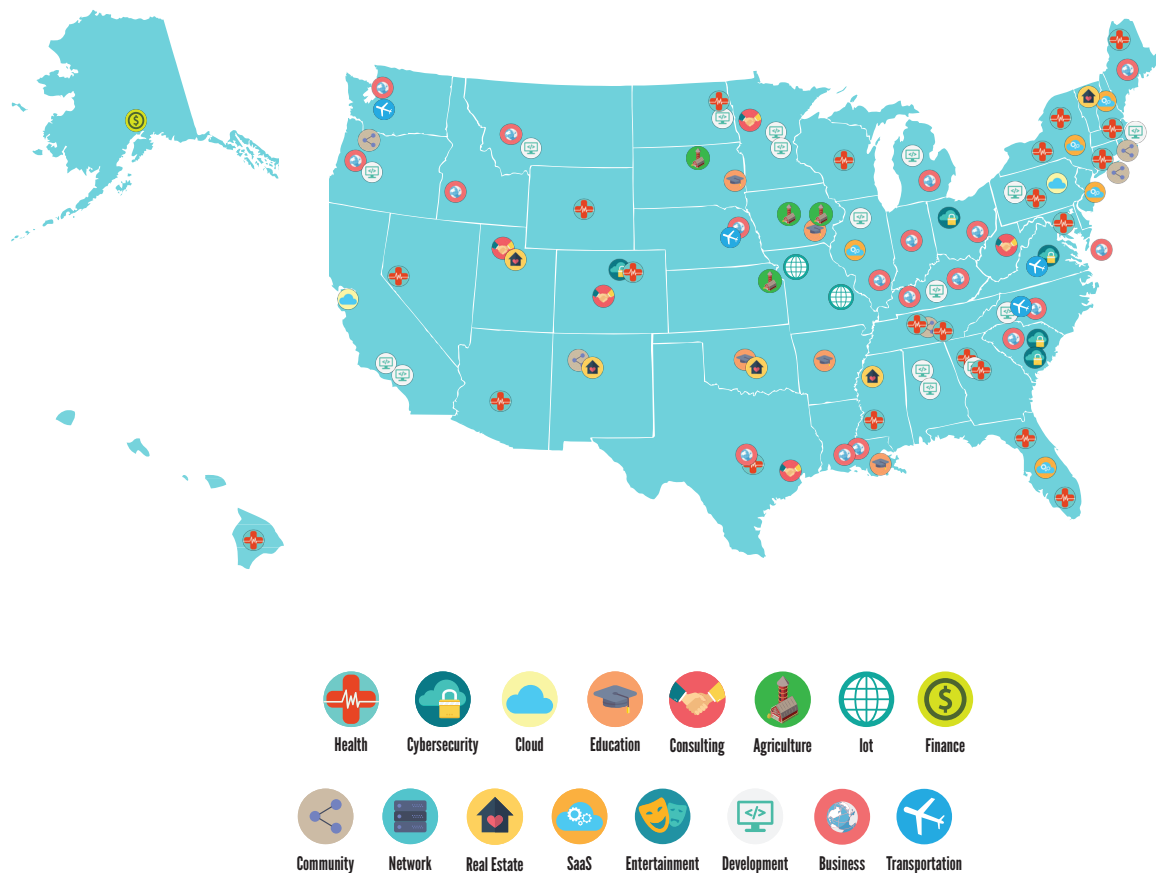 Health Cybersecurity Cloud Education Consulting Agriculture Iot Finance
Community Network Real Estate SaaS Entertainment Development Business Transportation